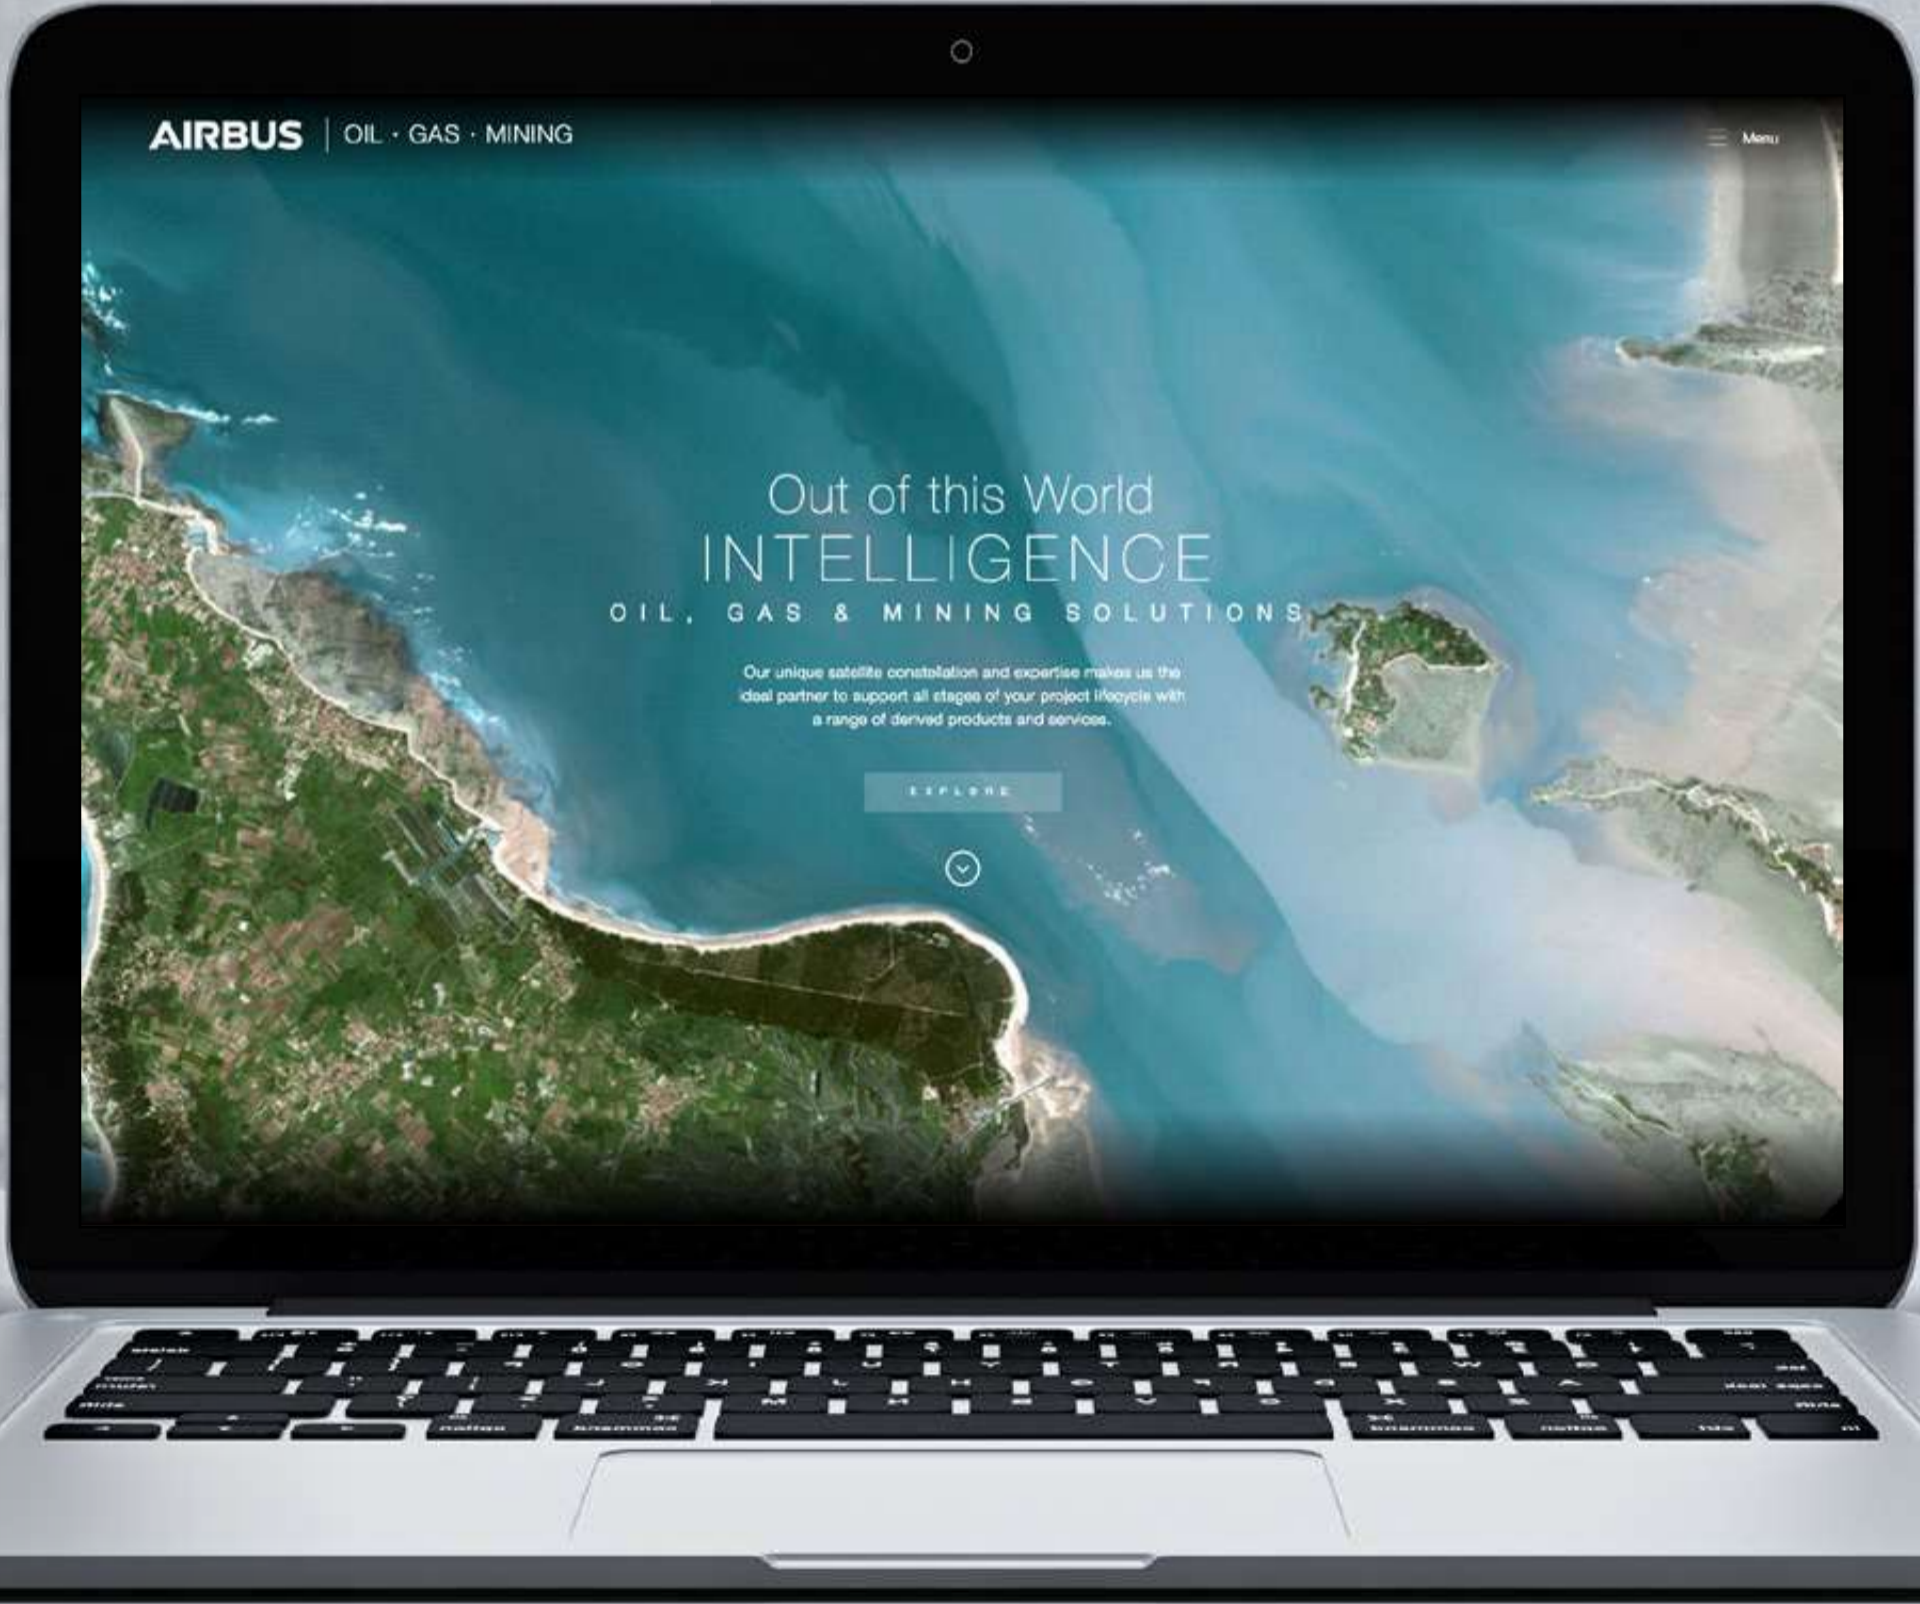 AIRBUS | OIL · GAS · MINING
Menu
Out of this World
INTELLIGENCE
OIL, GAS & MINING SOLUTIONS
Our unique satellite constellation and expertise makes us the
ideal partner to support all stages of your project lifecycle with
a range of derived products and services.
EXPLORE